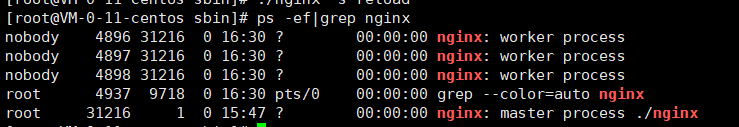 [root@VM-0-11-centos sbin]# ./nginx -s reload
[root@VM-0-11-centos sbin]# ps -ef|grep nginx
nobody    4896 31216  0 16:30 ?        00:00:00 nginx: worker process
nobody    4897 31216  0 16:30 ?        00:00:00 nginx: worker process
nobody    4898 31216  0 16:30 ?        00:00:00 nginx: worker process
root      4937  9718  0 16:30 pts/0    00:00:00 grep --color=auto nginx
root     31216     1  0 15:47 ?        00:00:00 nginx: master process ./nginx